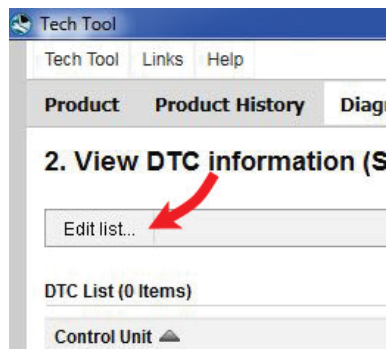 Tech Tool
Tech Tool Links Help
Product Product History Diag
2. View DTC information (S
Edit list...
DTC List (0 Items)
Control Unit